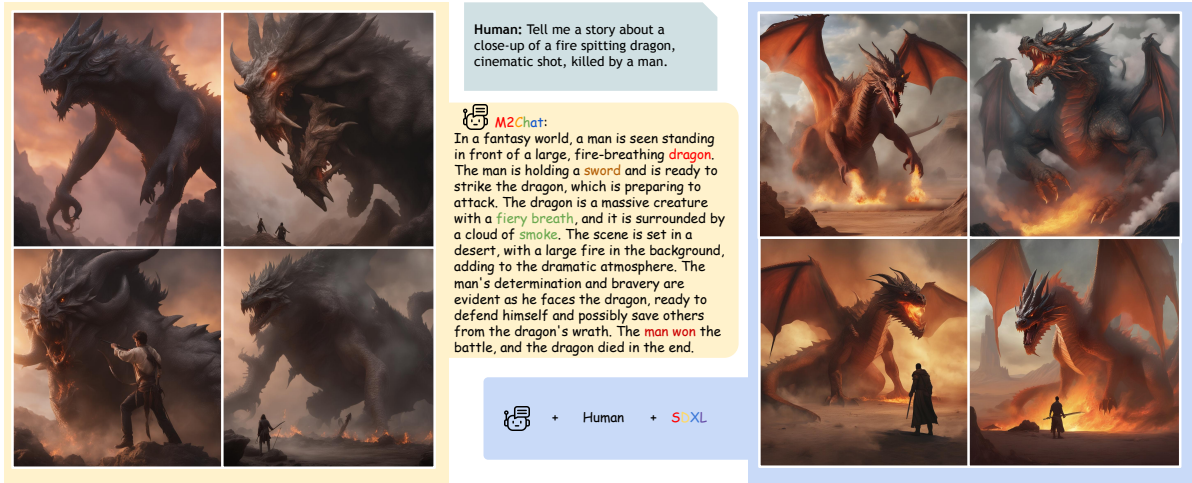 Human: Tell me a story about a
close-up of a fire spitting dragon,
cinematic shot, killed by a man.
M2Chat:
In a fantasy world, a man is seen standing
in front of a large, fire-breathing dragon.
The man is holding a sword and is ready to
strike the dragon, which is preparing to
attack. The dragon is a massive creature
with a fiery breath, and it is surrounded by
a cloud of smoke. The scene is set in a
desert, with a large fire in the background,
adding to the dramatic atmosphere. The
man's determination and bravery are
evident as he faces the dragon, ready to
defend himself and possibly save others
from the dragon's wrath. The man won the
battle, and the dragon died in the end.
+ Human + SDXL